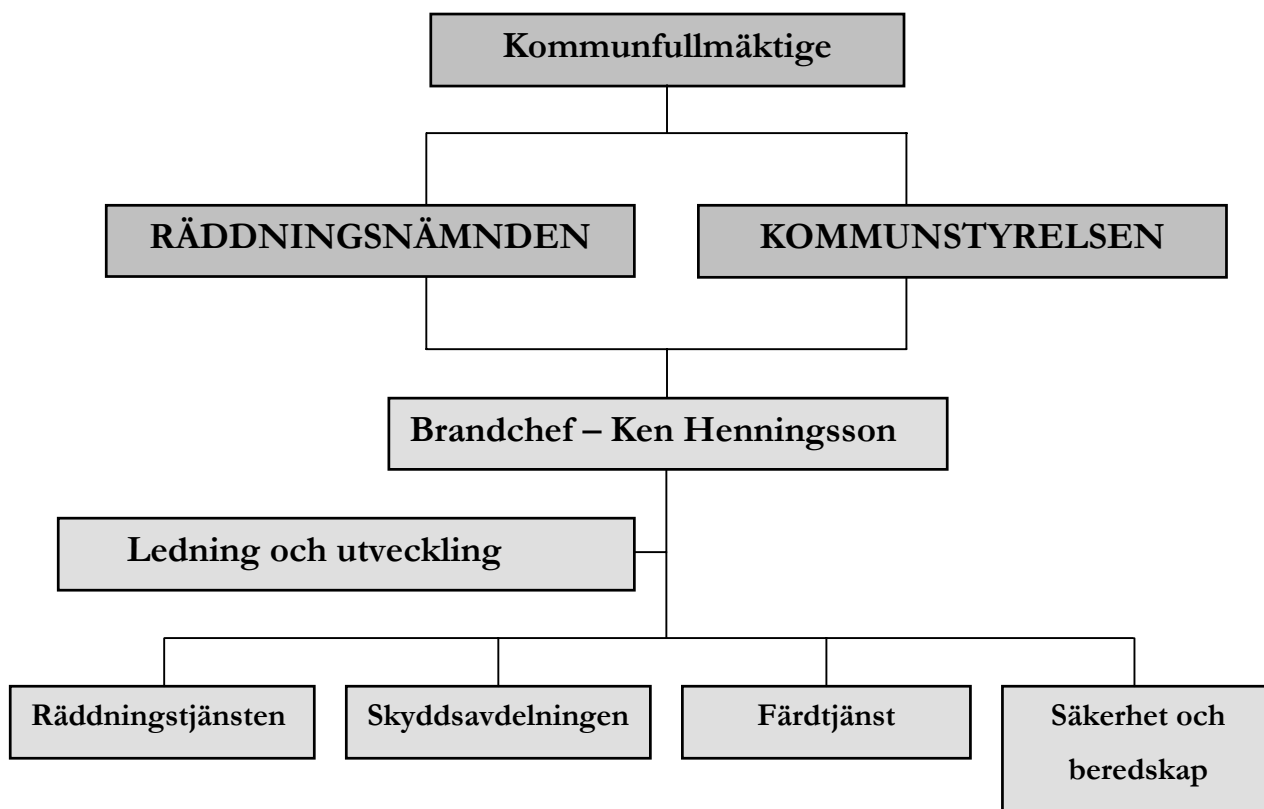 Kommunfullmäktige
RÄDDNINGSNÄMNDEN
KOMMUNSTYRELSEN
Brandchef – Ken Henningsson
Ledning och utveckling
Räddningstjänsten
Skyddsavdelningen
Färdtjänst
Säkerhet och
beredskap